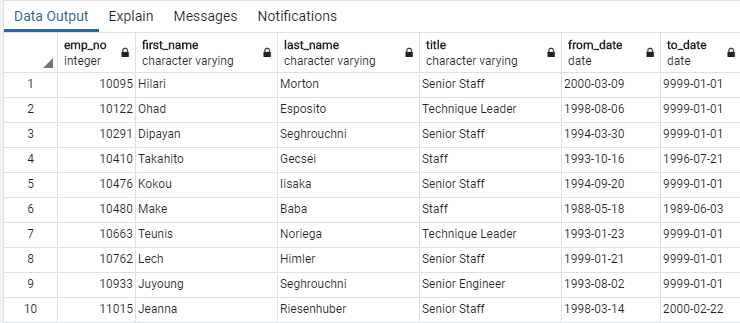 Data Output Explain Messages Notifications
emp_no first_name last_name title from_date to_date
integer character varying character varying character varying date date
1 10095 Hilari Morton Senior Staff 2000-03-09 9999-01-01
2 10122 Ohad Esposito Technique Leader 1998-08-06 9999-01-01
3 10291 Dipayan Seghrouchni Senior Staff 1994-03-30 9999-01-01
4 10410 Takahito Gecsei Staff 1993-10-16 1996-07-21
5 10476 Kokou Iisaka Senior Staff 1994-09-20 9999-01-01
6 10480 Make Baba Staff 1988-05-18 1989-06-03
7 10663 Teunis Noriega Technique Leader 1993-01-23 9999-01-01
8 10762 Lech Himler Senior Staff 1999-01-21 9999-01-01
9 10933 Juyoung Seghrouchni Senior Engineer 1993-08-02 9999-01-01
10 11015 Jeanna Riesenhuber Senior Staff 1998-03-14 2000-02-22